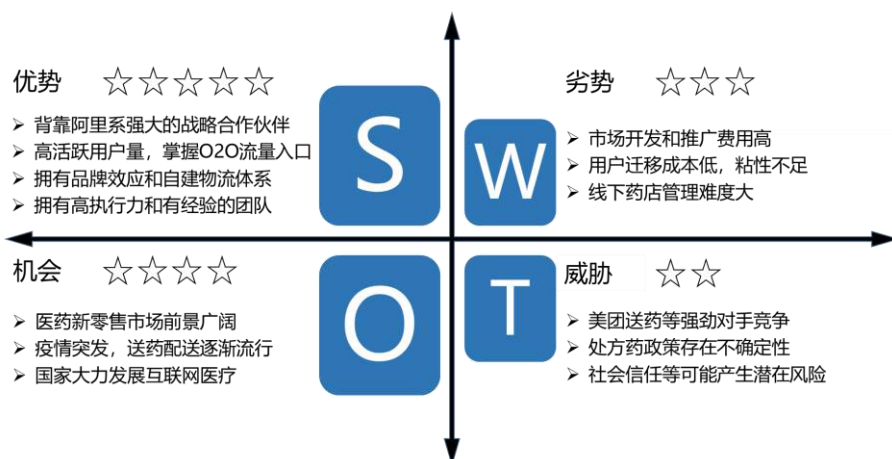 优势 ☆☆☆☆☆
➢ 背靠阿里系强大的战略合作伙伴
➢ 高活跃用户量，掌握O2O流量入口
➢ 拥有品牌效应和自建物流体系
➢ 拥有高执行力和有经验的团队
S
W
劣势 ☆☆☆
➢ 市场开发和推广费用高
➢ 用户迁移成本低，粘性不足
➢ 线下药店管理难度大
机会 ☆☆☆☆
➢ 医药新零售市场前景广阔
➢ 疫情突发，送药配送逐渐流行
➢ 国家大力发展互联网医疗
O
T
威胁 ☆☆
➢ 美团送药等强劲对手竞争
➢ 处方药政策存在不确定性
➢ 社会信任等可能产生潜在风险